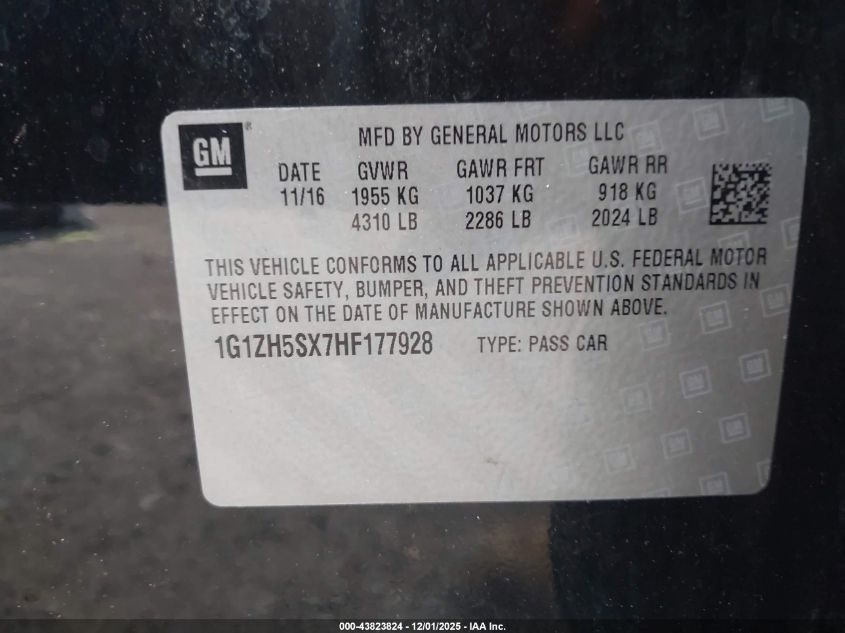 GM®
MFD BY GENERAL MOTORS LLC
DATE GVWR GAWR FRT GAWR RR
11/16 1955 KG 1037 KG 918 KG
4310 LB 2286 LB 2024 LB
THIS VEHICLE CONFORMS TO ALL APPLICABLE U.S. FEDERAL MOTOR
VEHICLE SAFETY, BUMPER, AND THEFT PREVENTION STANDARDS IN
EFFECT ON THE DATE OF MANUFACTURE SHOWN ABOVE.
1G1ZH5SX7HF177928 TYPE: PASS CAR
000-43823824 - 12/01/2025 - IAA Inc.